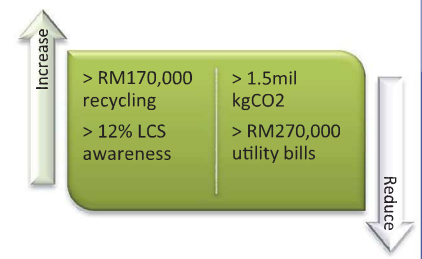 Increase
> RM170,000
recycling
> 12% LCS
awareness
> 1.5mil
kgCO2
> RM270,000
utility bills
Reduce